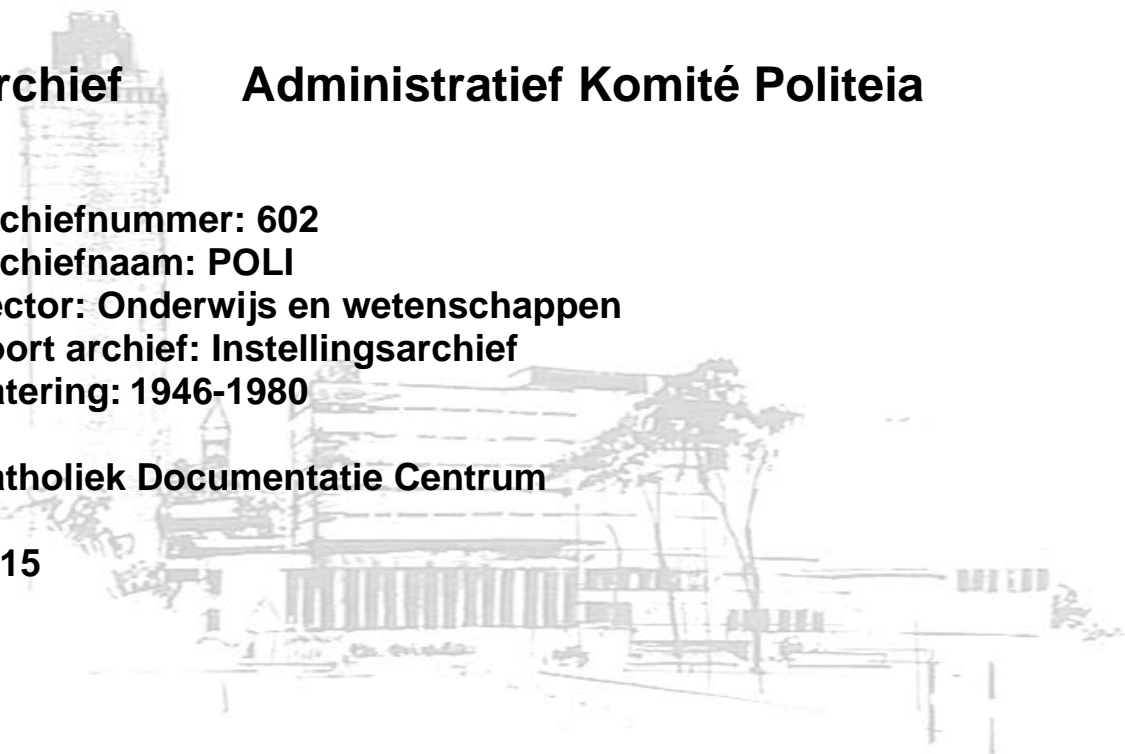 rchief Administratief Komité Politeia
chiefnummer: 602
chiefnaam: POLI
ector: Onderwijs en wetenschappen
oort archief: Instellingsarchief
atering: 1946-1980
atholiek Documentatie Centrum
15